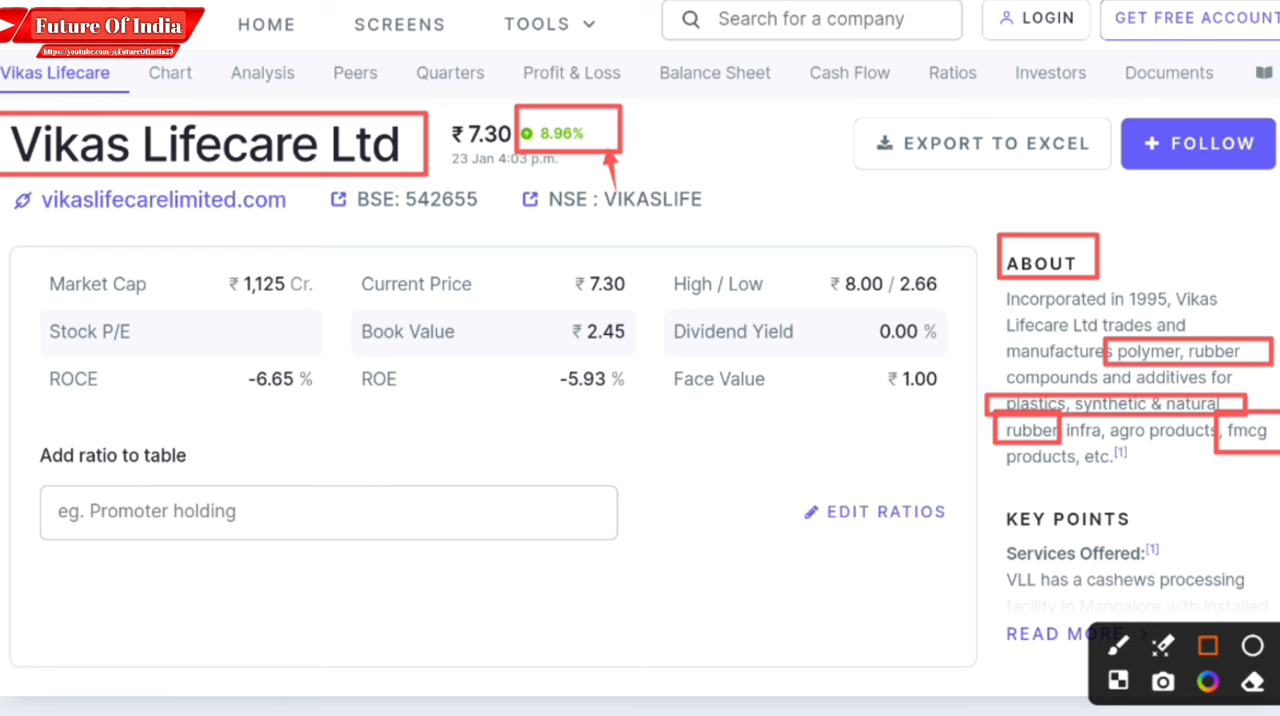 Future Of India
https://youtube.com/@FutureOfIndia23
HOME SCREENS TOOLS
Search for a company
LOGIN
GET FREE ACCOUNT
Vikas Lifecare Chart Analysis Peers Quarters Profit & Loss Balance Sheet Cash Flow Ratios Investors Documents
Vikas Lifecare Ltd
₹ 7.30 8.96%
23 Jan 4:03 p.m.
EXPORT TO EXCEL
+ FOLLOW
vikaslifecarelimited.com BSE: 542655 NSE : VIKASLIFE
Market Cap ₹ 1,125 Cr. Current Price ₹ 7.30 High / Low ₹ 8.00 / 2.66
Stock P/E Book Value ₹ 2.45 Dividend Yield 0.00 %
ROCE -6.65 % ROE -5.93 % Face Value ₹ 1.00
Add ratio to table
eg. Promoter holding
EDIT RATIOS
ABOUT
Incorporated in 1995, Vikas
Lifecare Ltd trades and
manufactures polymer, rubber
compounds and additives for
plastics, synthetic & natural
rubber infra, agro products, fmcg
products, etc.[1]
KEY POINTS
Services Offered:[1]
VLL has a cashews processing
facility in Mangalore with installed
READ MORE